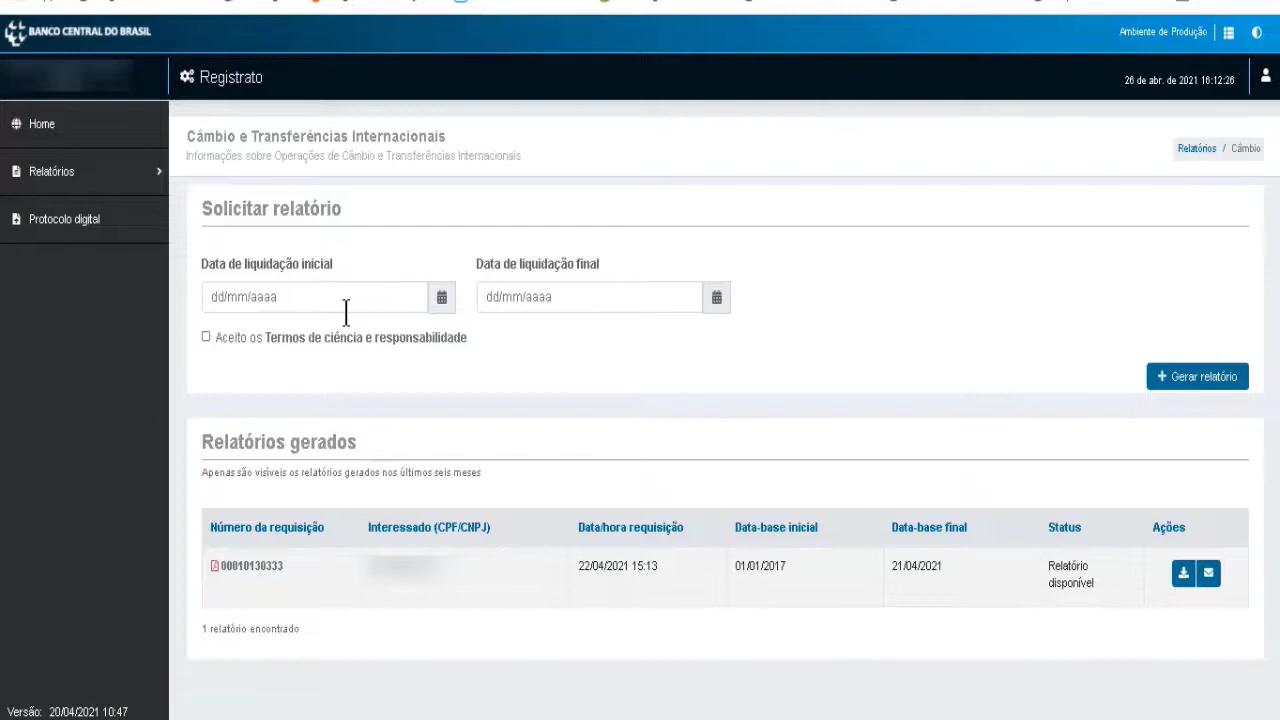 BANCO CENTRAL DO BRASIL
Ambiente de Produção
Registrato
26 de abr. de 2021 16:12:26
Home
Relatórios
Protocolo digital
Câmbio e Transferências Internacionais
Informações sobre Operações de Câmbio e Transferências Internacionais
Relatórios / Câmbio
Solicitar relatório
Data de liquidação inicial
Data de liquidação final
dd/mm/aaaa
dd/mm/aaaa
Aceito os Termos de ciência e responsabilidade
+ Gerar relatório
Relatórios gerados
Apenas são visíveis os relatórios gerados nos últimos seis meses
Número da requisição Interessado (CPF/CNPJ) Data/hora requisição Data-base inicial Data-base final Status Ações
00010130333 22/04/2021 15:13 01/01/2017 21/04/2021 Relatório
disponível
1 relatório encontrado
Versão: 20/04/2021 10:47